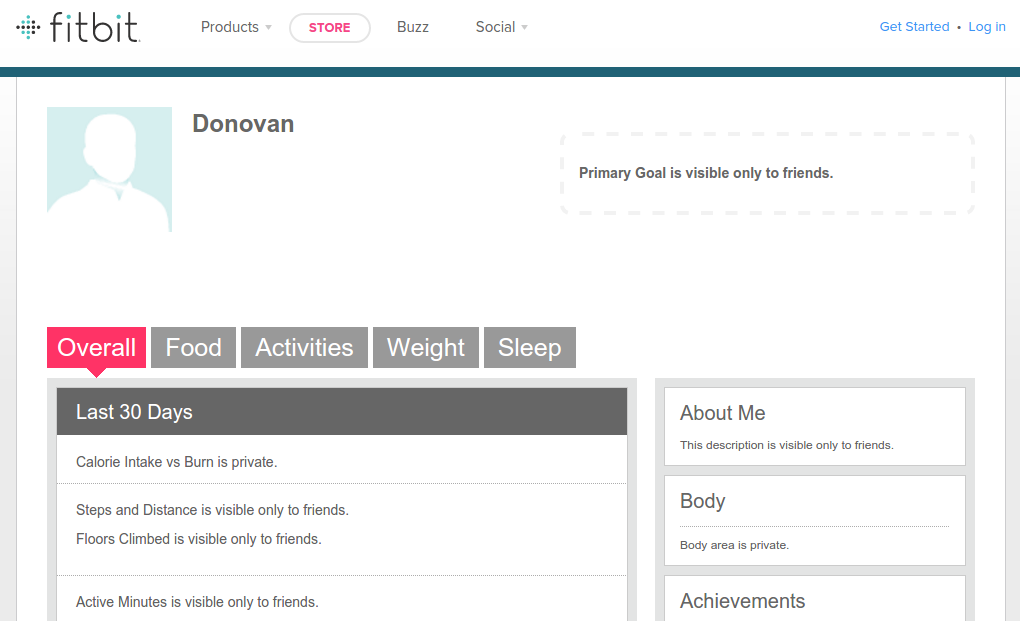 fitbit
Products
STORE
Buzz
Social
Get Started • Log in
Donovan
Primary Goal is visible only to friends.
Overall
Food
Activities
Weight
Sleep
Last 30 Days
Calorie Intake vs Burn is private.
Steps and Distance is visible only to friends.
Floors Climbed is visible only to friends.
Active Minutes is visible only to friends.
About Me
This description is visible only to friends.
Body
Body area is private.
Achievements